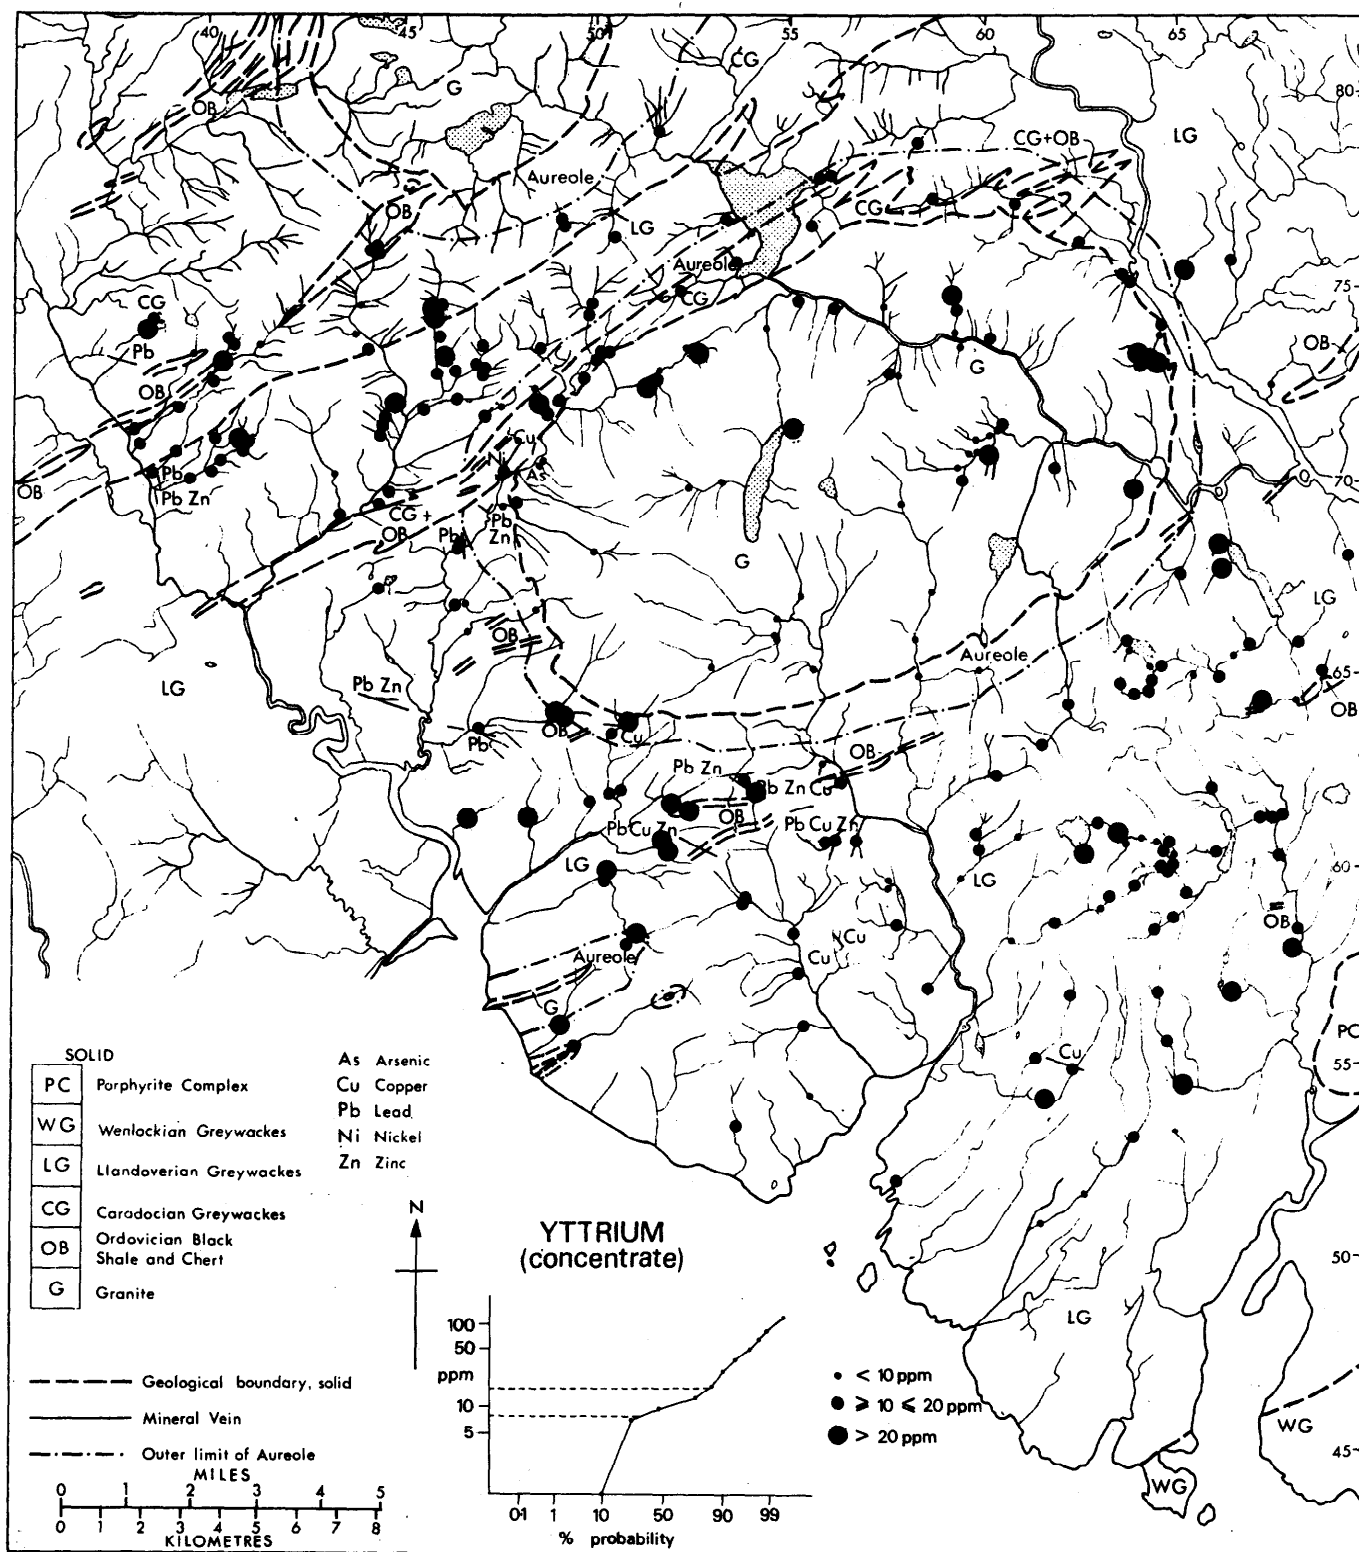 40 45 50 55 60 65
CG
G
80
OB
LG
CG+OB
Aureole
CG
OB
LG
Aureole
CG
75
CG
Pb
OB
OB
G
Cu
Ni
As
Pb
Pb Zn
OB
70
CG +
OB
Pb
Zn
Pb
G
LG
OB
Aureole
LG
Pb Zn
65
OB
OB
Pb
Cu
OB
Pb Zn
Pb Zn Cu
OB
Pb Cu Zn
Pb Cu Zn
LG
LG
60
OB
Cu
Cu
Aureole
G
PC
Cu
55
SOLID
PC Porphyrite Complex
WG Wenlockian Greywackes
LG Llandoverian Greywackes
CG Caradocian Greywackes
OB Ordovician Black
Shale and Chert
G Granite
As Arsenic
Cu Copper
Pb Lead
Ni Nickel
Zn Zinc
N
YTTRIUM
(concentrate)
50
LG
100
50
ppm
10
5
01 1 10 50 90 99
% probability
< 10 ppm
⩾ 10 ⩽ 20 ppm
> 20 ppm
WG
45
WG
Geological boundary, solid
Mineral Vein
Outer limit of Aureole
MILES
0 1 2 3 4 5
0 1 2 3 4 5 6 7 8
KILOMETRES